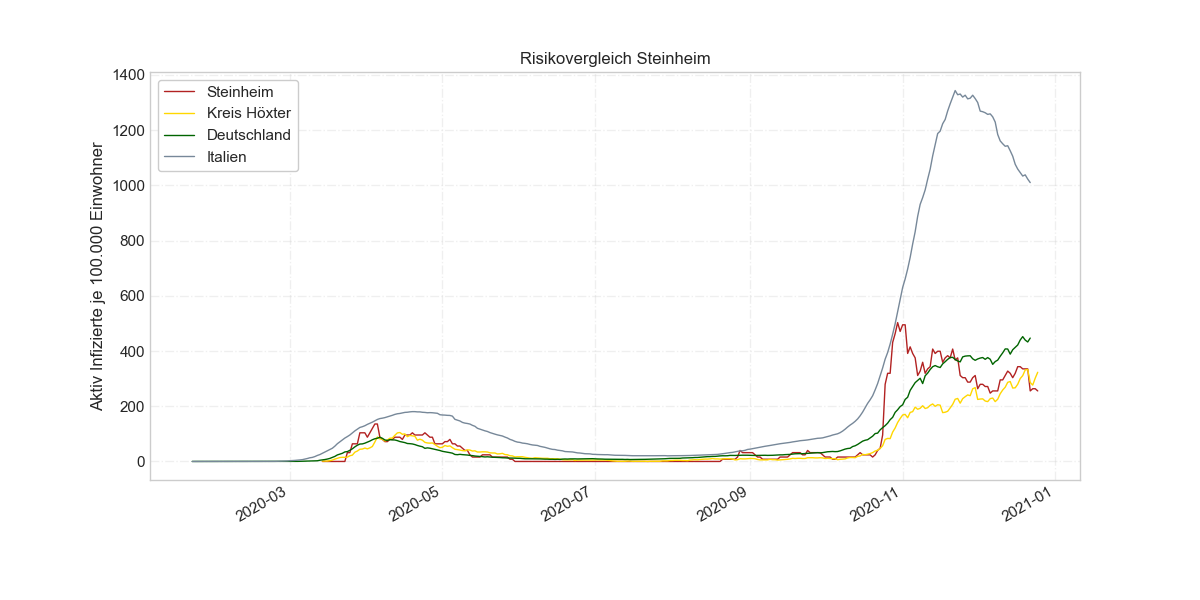 Risikovergleich Steinheim
Aktiv Infizierte je 100.000 Einwohner
1400
1200
1000
800
600
400
200
0
Steinheim
Kreis Höxter
Deutschland
Italien
2020-03
2020-05
2020-07
2020-09
2020-11
2021-01